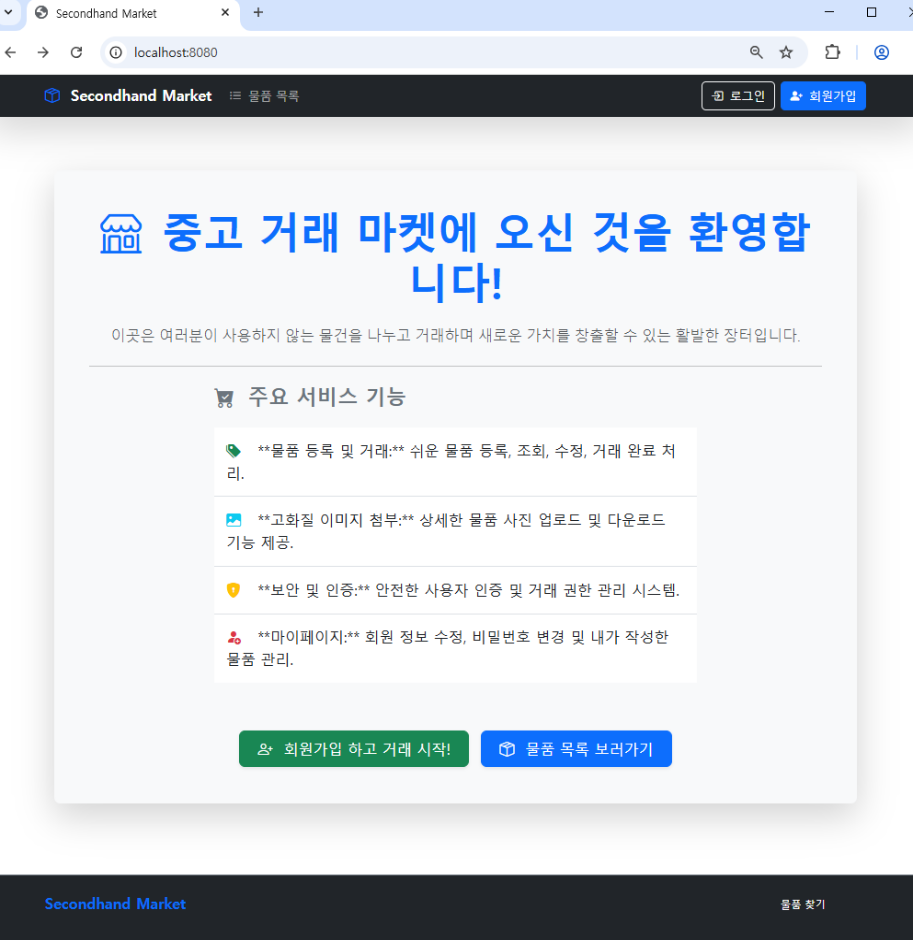 Secondhand Market
localhost:8080
Secondhand Market 물품 목록 로그인 회원가입
중고 거래 마켓에 오신 것을 환영합
니다!
이곳은 여러분이 사용하지 않는 물건을 나누고 거래하며 새로운 가치를 창출할 수 있는 활발한 장터입니다.
주요 서비스 기능
**물품 등록 및 거래:** 쉬운 물품 등록, 조회, 수정, 거래 완료 처
리.
**고화질 이미지 첨부:** 상세한 물품 사진 업로드 및 다운로드
기능 제공.
**보안 및 인증:** 안전한 사용자 인증 및 거래 권한 관리 시스템.
**마이페이지:** 회원 정보 수정, 비밀번호 변경 및 내가 작성한
물품 관리.
회원가입 하고 거래 시작! 물품 목록 보러가기
Secondhand Market 물품 찾기